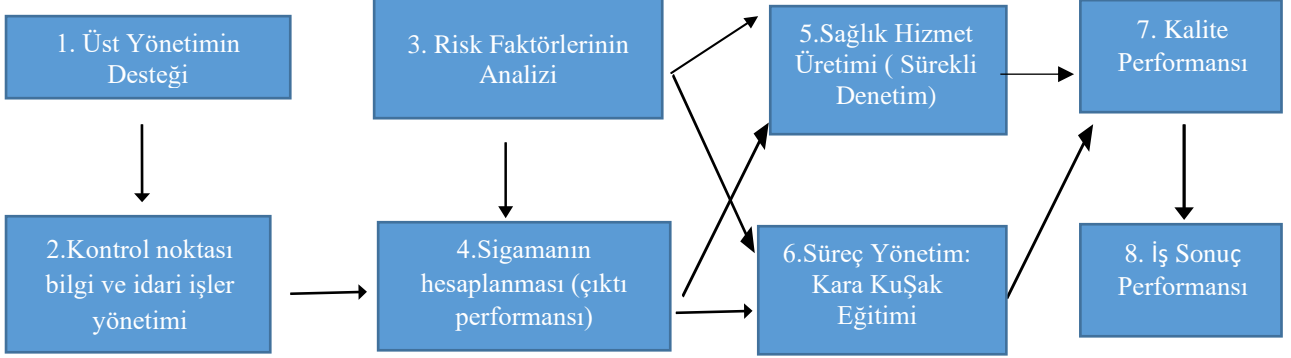 1. Üst Yönetimin
Desteği
2.Kontrol noktası
bilgi ve idari işler
yönetimi
3. Risk Faktörlerinin
Analizi
4.Sigamanın
hesaplanması (çıktı
performansı)
5.Sağlık Hizmet
Üretimi ( Sürekli
Denetim)
6.Süreç Yönetim:
Kara KuŞak
Eğitimi
7. Kalite
Performansı
8. İş Sonuç
Performansı